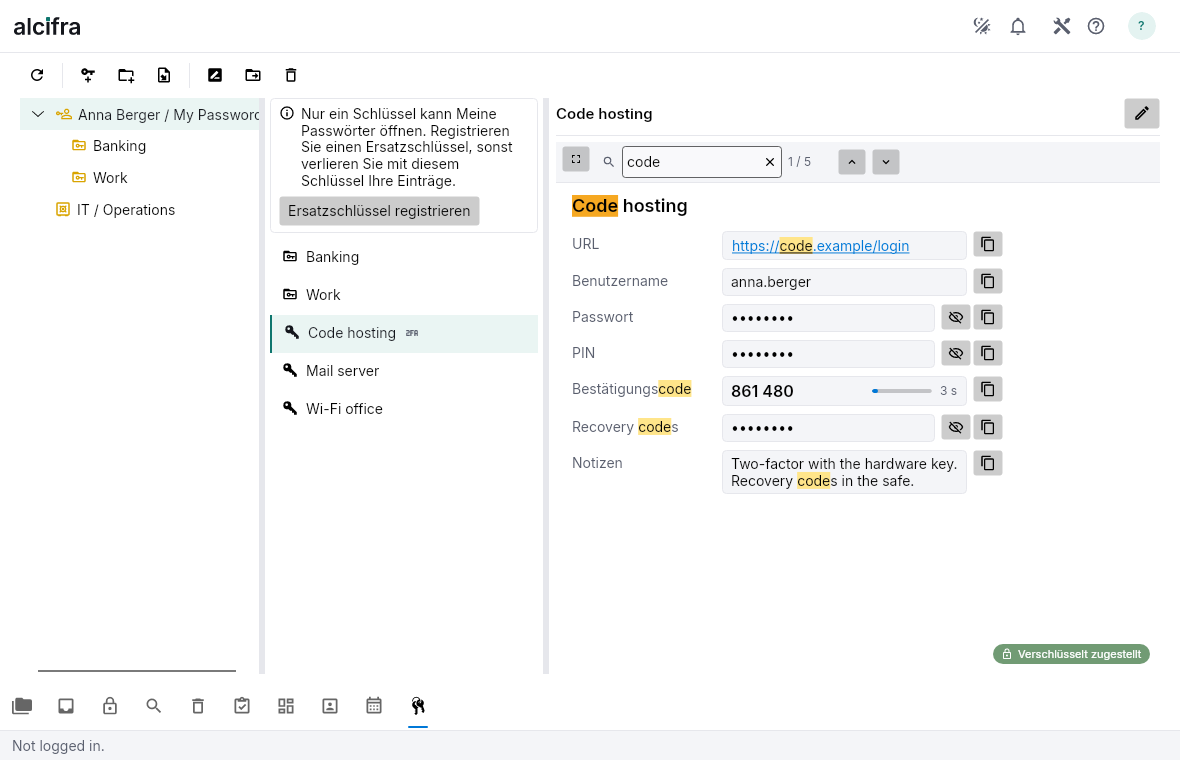 alcifra
?
Anna Berger / My Password
Banking
Work
IT / Operations
Nur ein Schlüssel kann Meine
Passwörter öffnen. Registrieren
Sie einen Ersatzschlüssel, sonst
verlieren Sie mit diesem
Schlüssel Ihre Einträge.
Ersatzschlüssel registrieren
Banking
Work
Code hosting
Mail server
Wi-Fi office
Code hosting
code
1 / 5
Code hosting
URL
https://code.example/login
Benutzername
anna.berger
Passwort
••••••••
PIN
••••••••
Bestätigungscode
861 480
3 s
Recovery codes
••••••••
Notizen
Two-factor with the hardware key.
Recovery codes in the safe.
Verschlüsselt zugestellt
Not logged in.